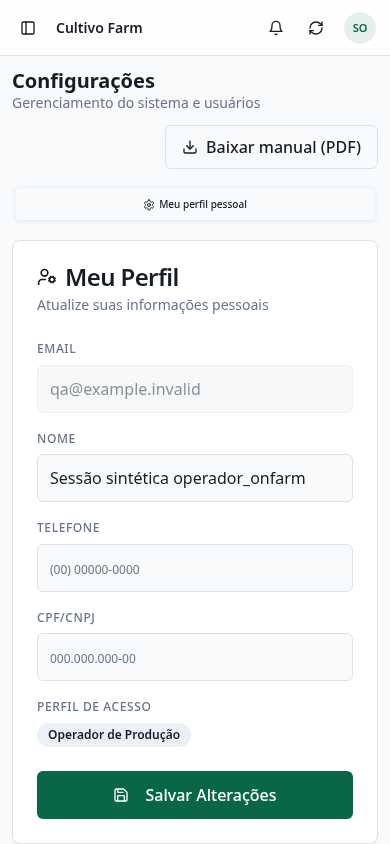 Cultivo Farm
SO
Configurações
Gerenciamento do sistema e usuários
Baixar manual (PDF)
Meu perfil pessoal
Meu Perfil
Atualize suas informações pessoais
EMAIL
qa@example.invalid
NOME
Sessão sintética operador_onfarm
TELEFONE
(00) 00000-0000
CPF/CNPJ
000.000.000-00
PERFIL DE ACESSO
Operador de Produção
Salvar Alterações